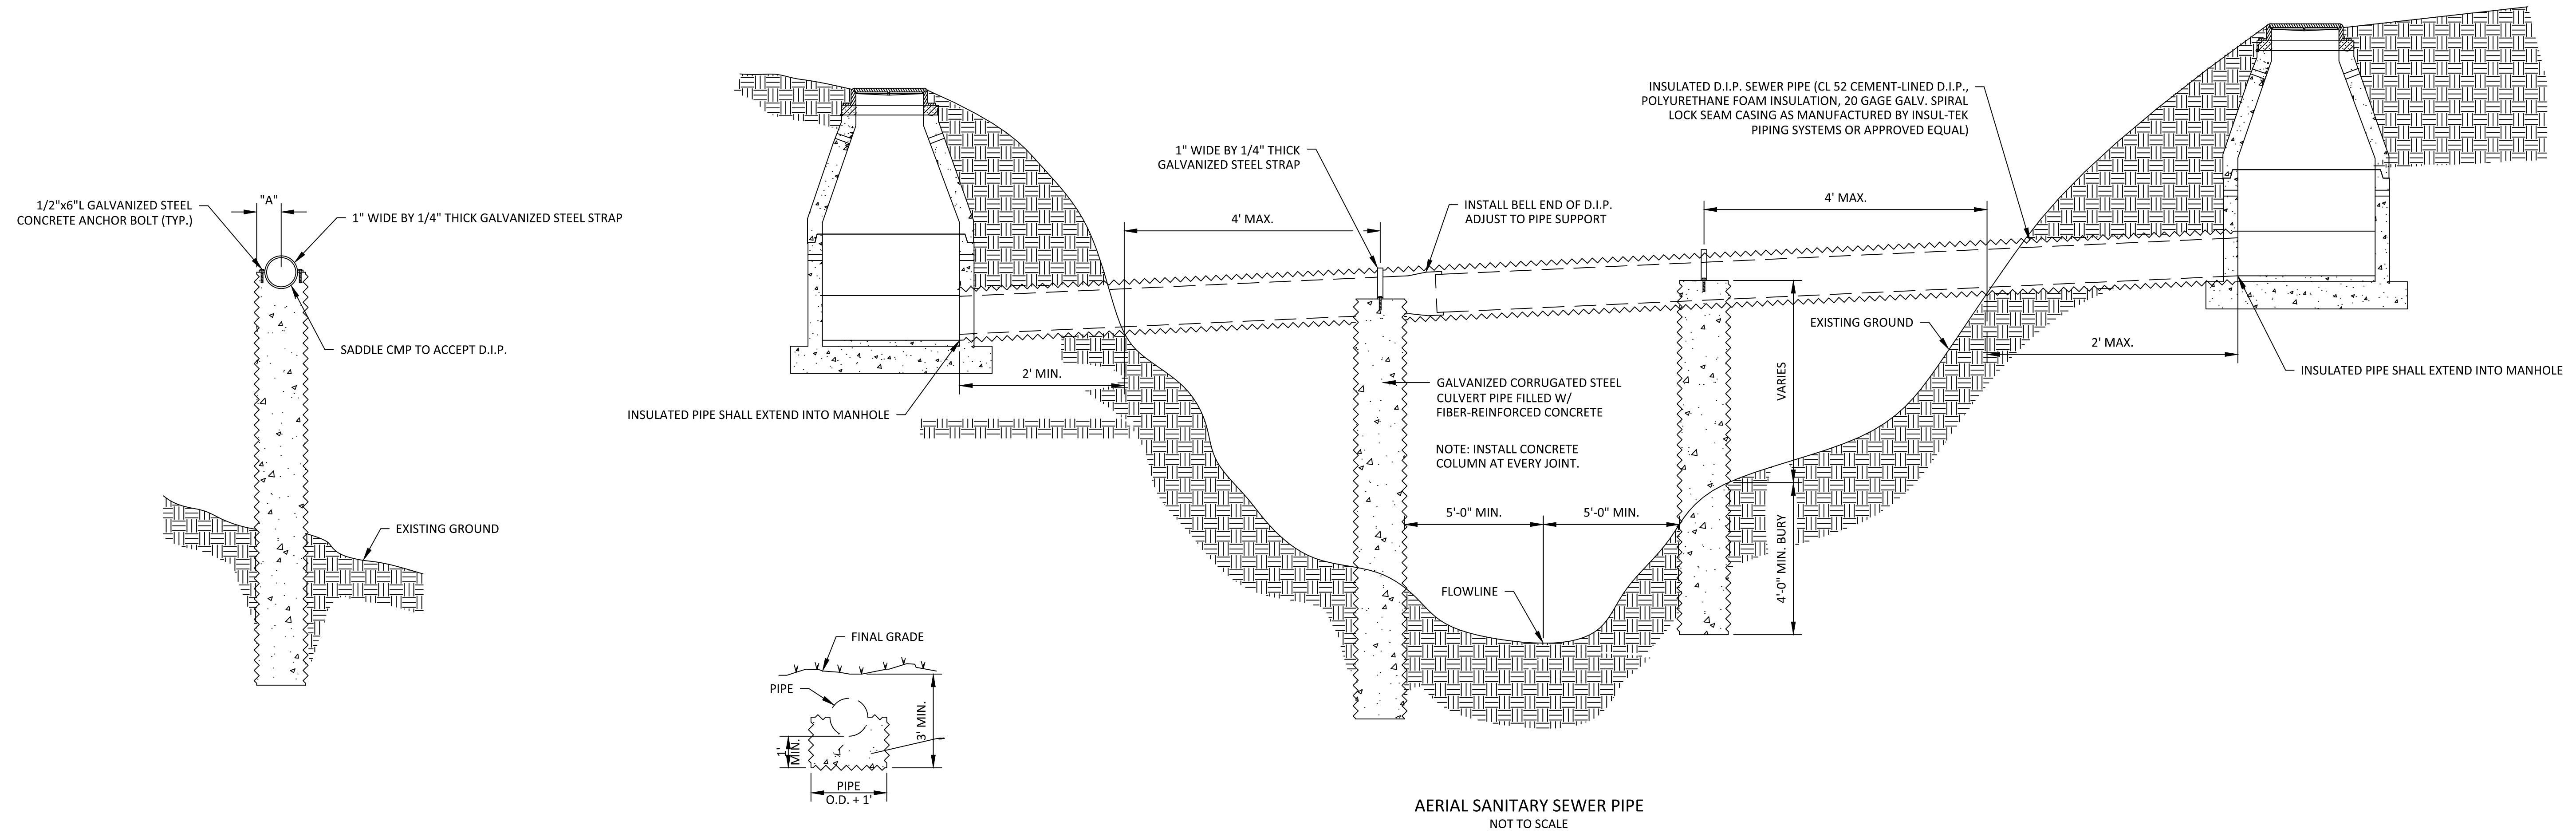 1/2"x6"L GALVANIZED STEEL
CONCRETE ANCHOR BOLT (TYP.)
"A"
1" WIDE BY 1/4" THICK GALVANIZED STEEL STRAP
SADDLE CMP TO ACCEPT D.I.P.
EXISTING GROUND
FINAL GRADE
PIPE
1'
MIN.
3' MIN.
PIPE
O.D. + 1'
INSULATED PIPE SHALL EXTEND INTO MANHOLE
2' MIN.
4' MAX.
1" WIDE BY 1/4" THICK
GALVANIZED STEEL STRAP
INSTALL BELL END OF D.I.P.
ADJUST TO PIPE SUPPORT
INSULATED D.I.P. SEWER PIPE (CL 52 CEMENT-LINED D.I.P.,
POLYURETHANE FOAM INSULATION, 20 GAGE GALV. SPIRAL
LOCK SEAM CASING AS MANUFACTURED BY INSUL-TEK
PIPING SYSTEMS OR APPROVED EQUAL)
4' MAX.
EXISTING GROUND
2' MAX.
INSULATED PIPE SHALL EXTEND INTO MANHOLE
GALVANIZED CORRUGATED STEEL
CULVERT PIPE FILLED W/
FIBER-REINFORCED CONCRETE
NOTE: INSTALL CONCRETE
COLUMN AT EVERY JOINT.
VARIES
5'-0" MIN.
5'-0" MIN.
4'-0" MIN. BURY
FLOWLINE
AERIAL SANITARY SEWER PIPE
NOT TO SCALE